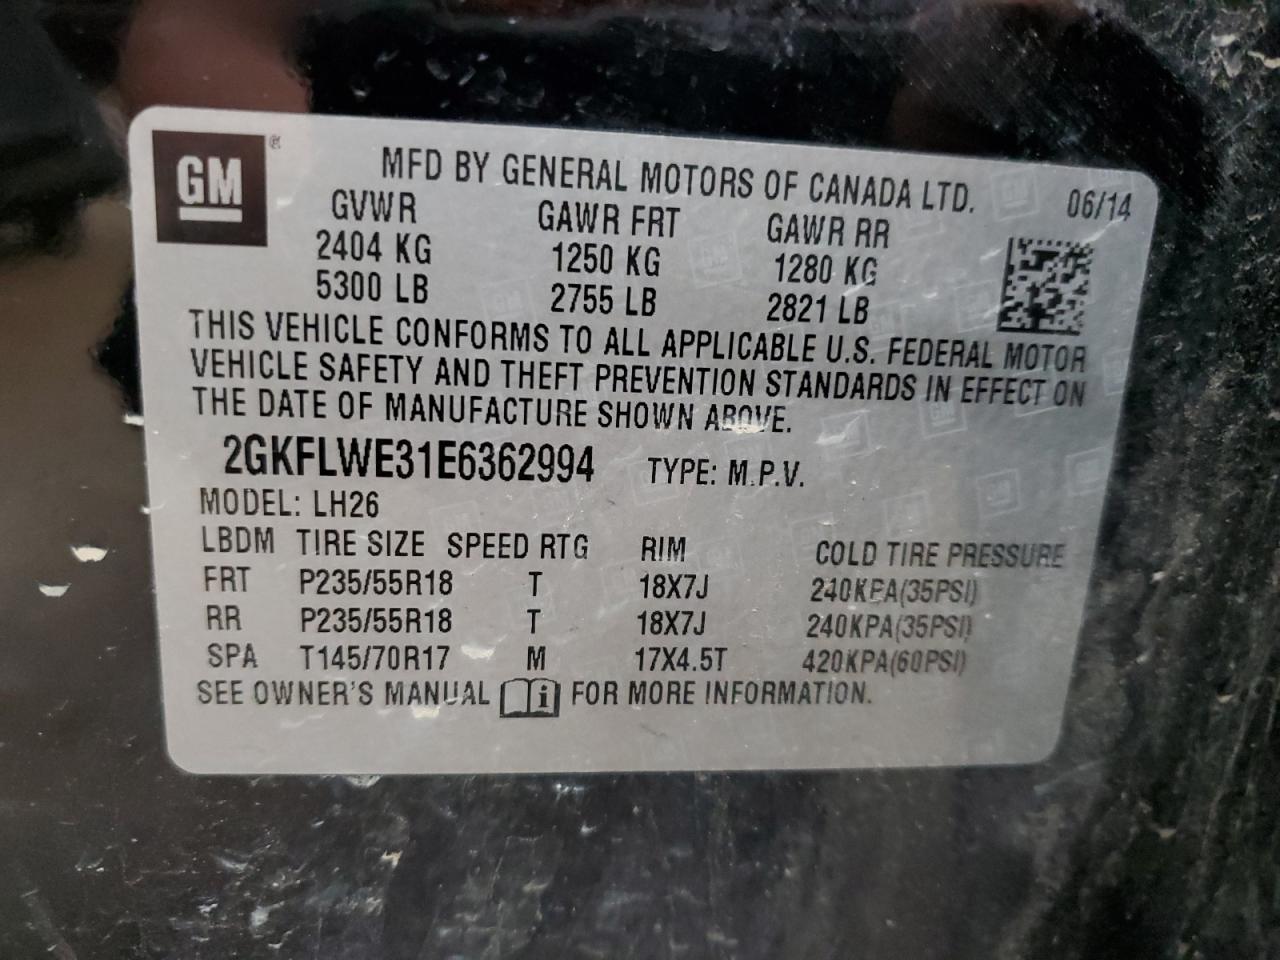 GM ®
MFD BY GENERAL MOTORS OF CANADA LTD. 06/14
GVWR GAWR FRT GAWR RR
2404 KG 1250 KG 1280 KG
5300 LB 2755 LB 2821 LB
THIS VEHICLE CONFORMS TO ALL APPLICABLE U.S. FEDERAL MOTOR
VEHICLE SAFETY AND THEFT PREVENTION STANDARDS IN EFFECT ON
THE DATE OF MANUFACTURE SHOWN ABOVE.
2GKFLWE31E6362994 TYPE: M.P.V.
MODEL: LH26
LBDM TIRE SIZE SPEED RTG RIM COLD TIRE PRESSURE
FRT P235/55R18 T 18X7J 240KPA(35PSI)
RR P235/55R18 T 18X7J 240KPA(35PSI)
SPA T145/70R17 M 17X4.5T 420KPA(60PSI)
SEE OWNER'S MANUAL i FOR MORE INFORMATION.